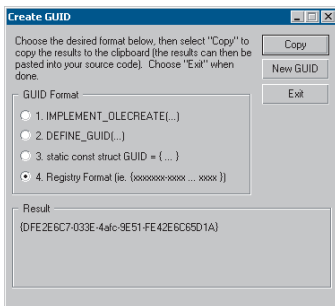 Create GUID
Choose the desired format below, then select "Copy" to
copy the results to the clipboard (the results can then be
pasted into your source code). Choose "Exit" when
done.
Copy
New GUID
Exit
GUID Format
1. IMPLEMENT_OLECREATE(...)
2. DEFINE_GUID(...)
3. static const struct GUID = { ... }
4. Registry Format (ie. {xxxxxxx-xxxx ... xxxx })
Result
{DFE2E6C7-033E-4afc-9E51-FE42E6C65D1A}